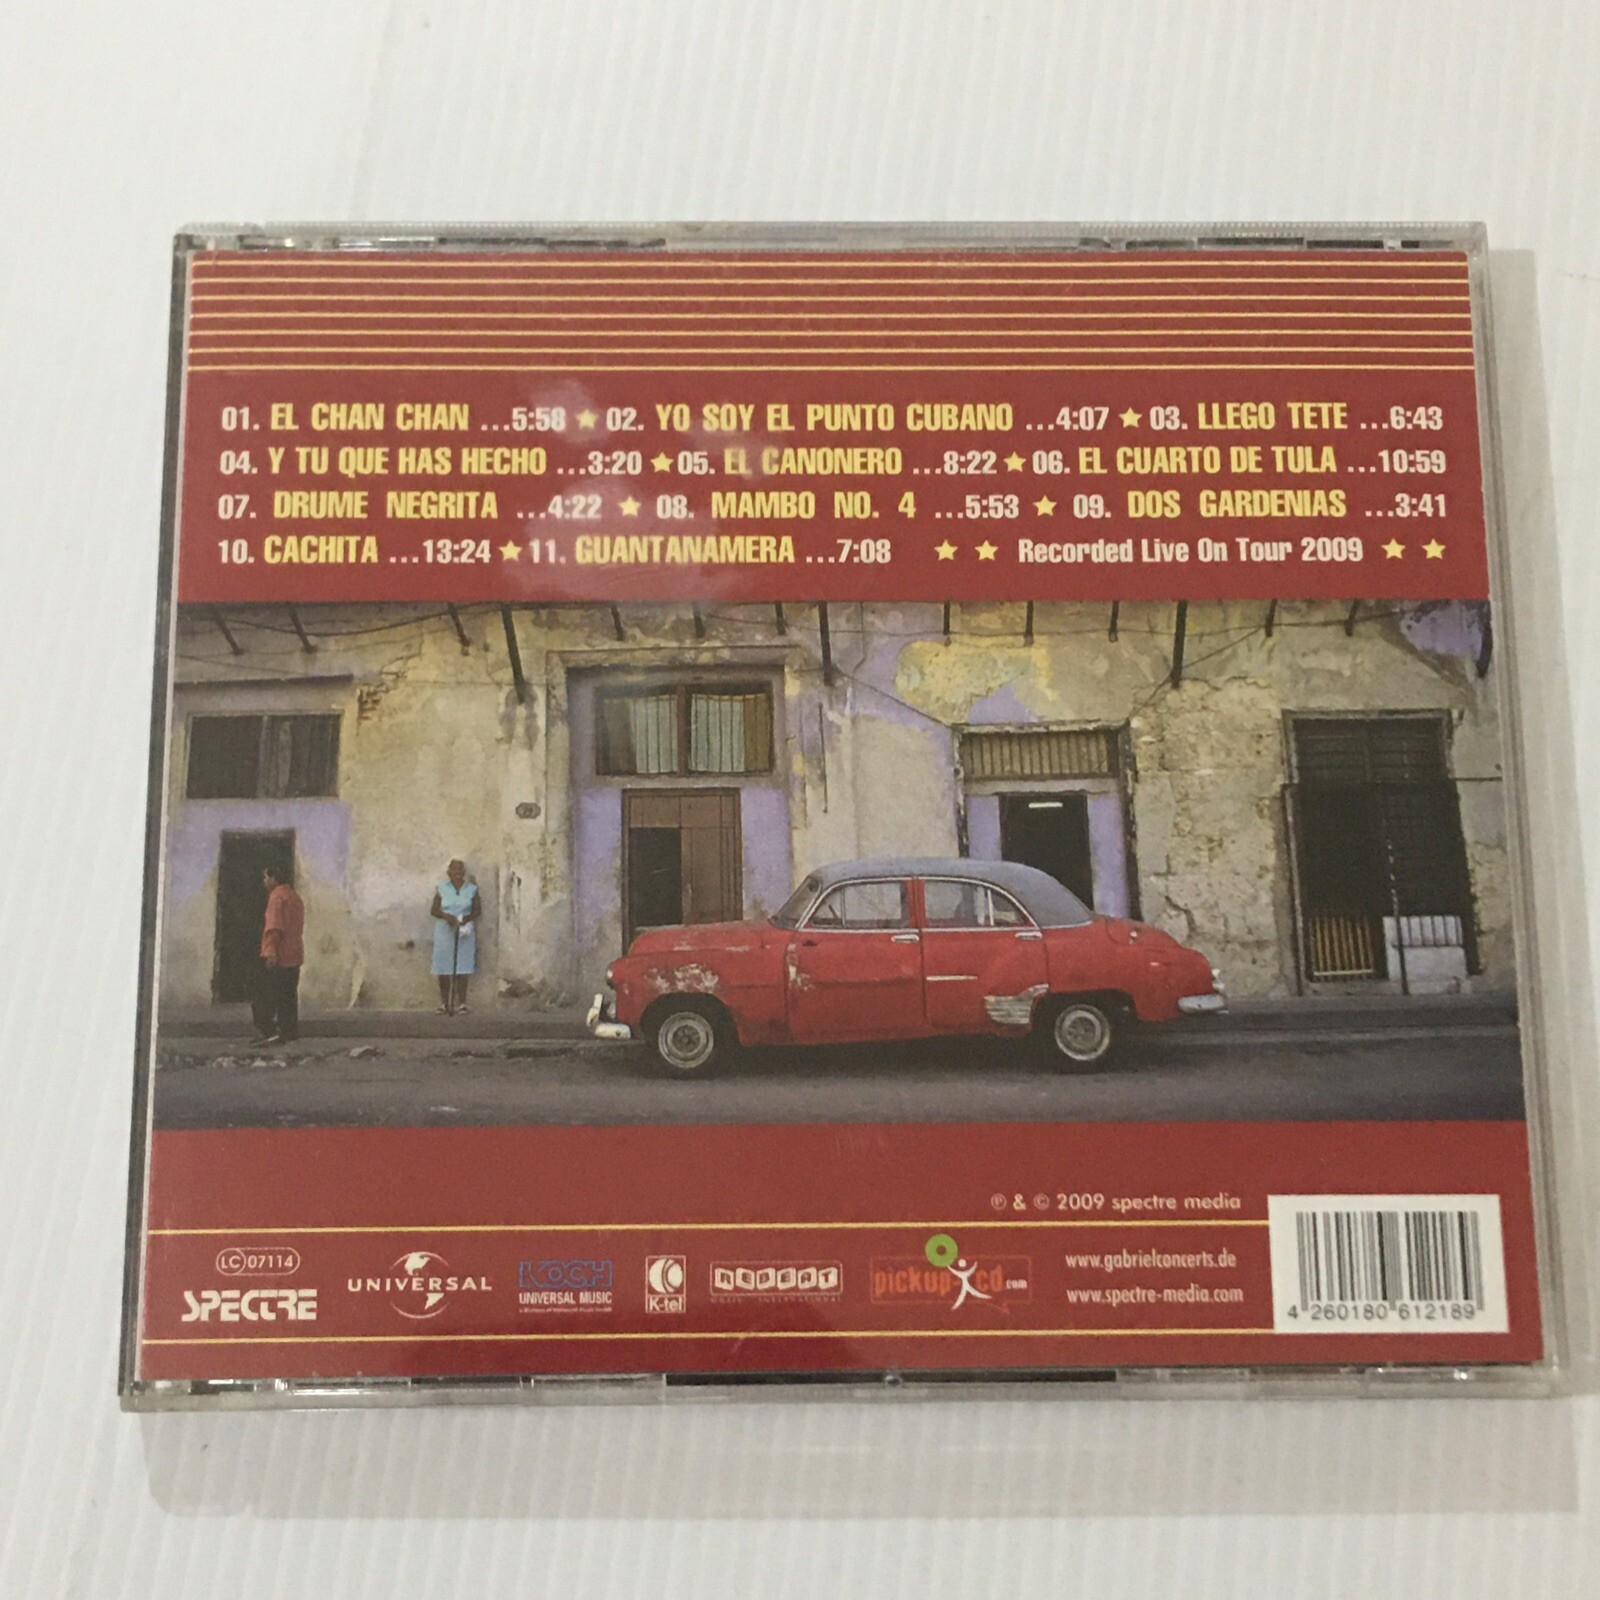 01. EL CHAN CHAN ...5:58 ★ 02. YO SOY EL PUNTO CUBANO ...4:07 ★ 03. LLEGO TETE ...6:43
04. Y TU QUE HAS HECHO ...3:20 ★ 05. EL CANONERO ...8:22 ★ 06. EL CUARTO DE TULA ...10:59
07. DRUME NEGRITA ...4:22 ★ 08. MAMBO NO. 4 ...5:53 ★ 09. DOS GARDENIAS ...3:41
10. CACHITA ...13:24 ★ 11. GUANTANAMERA ...7:08 ★ ★ Recorded Live On Tour 2009 ★ ★
℗ & © 2009 spectre media
LC 07114
SPECTRE
UNIVERSAL
KOCH
UNIVERSAL MUSIC
K-tel
pickup cd.com
www.gabrielconcerts.de
www.spectre-media.com
4 260180 612189